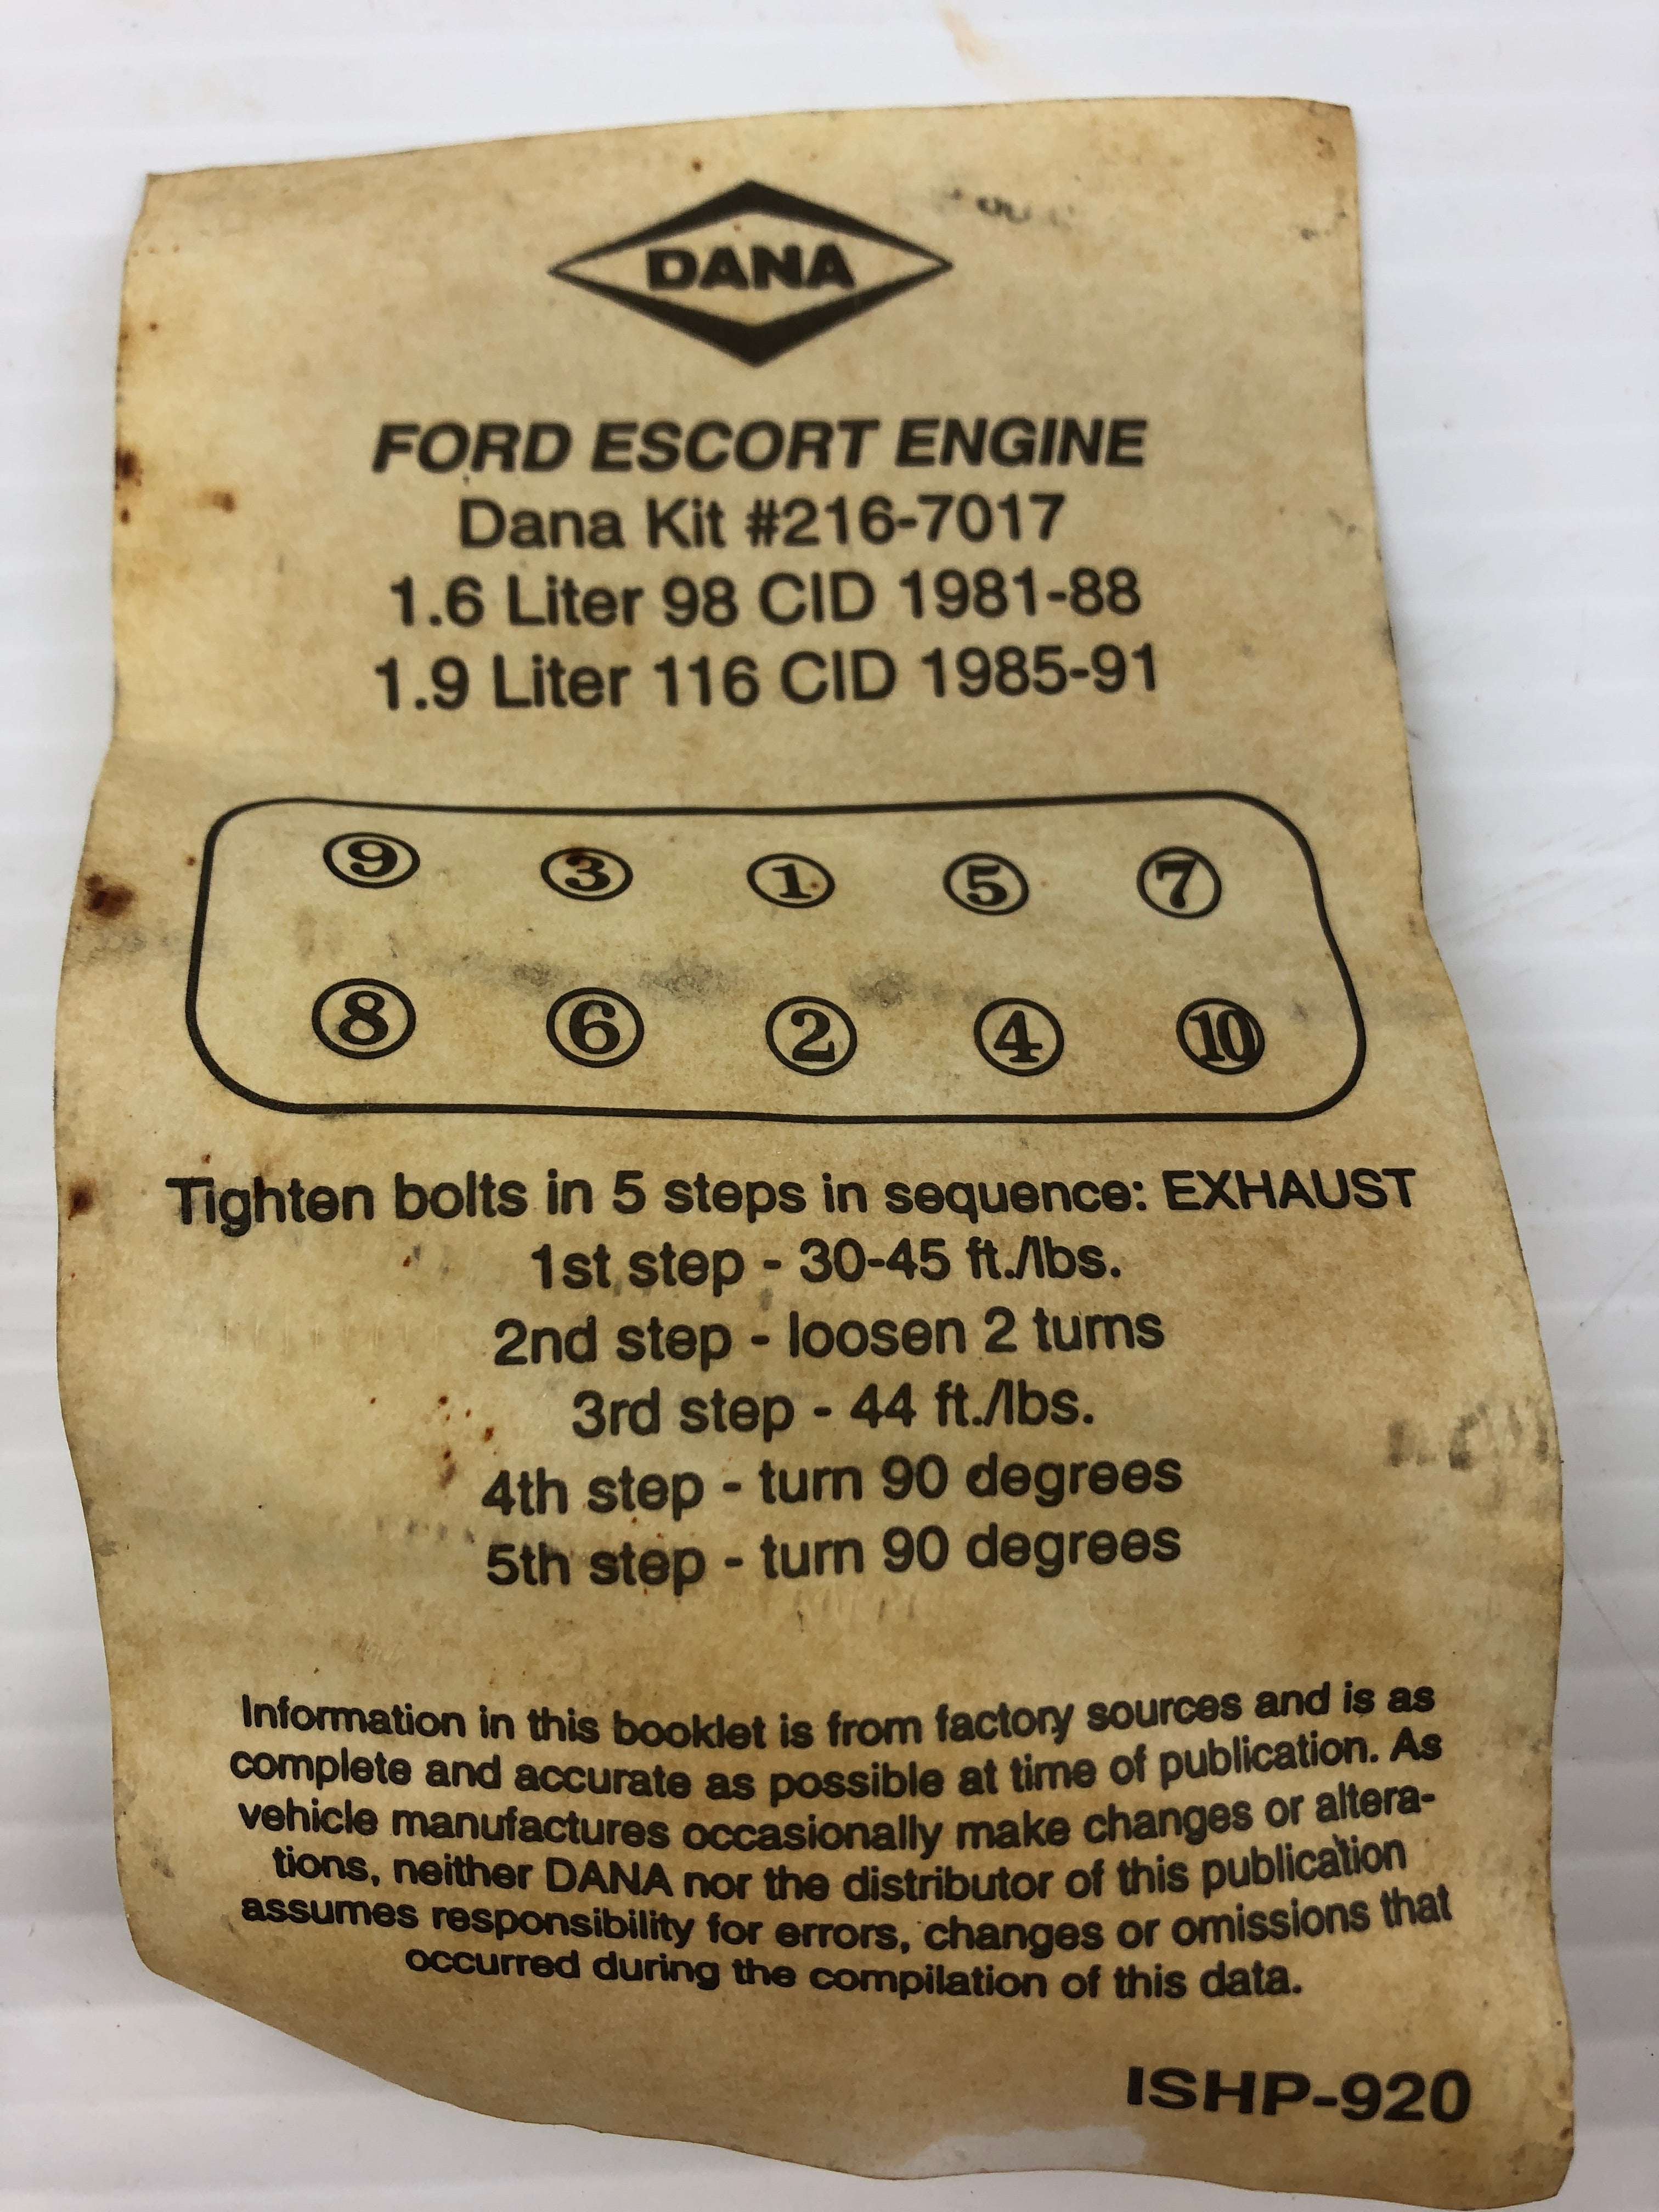 DANA
FORD ESCORT ENGINE
Dana Kit #216-7017
1.6 Liter 98 CID 1981-88
1.9 Liter 116 CID 1985-91
9 3 1 5 7
8 6 2 4 10
Tighten bolts in 5 steps in sequence: EXHAUST
1st step - 30-45 ft./lbs.
2nd step - loosen 2 turns
3rd step - 44 ft./lbs.
4th step - turn 90 degrees
5th step - turn 90 degrees
Information in this booklet is from factory sources and is as
complete and accurate as possible at time of publication. As
vehicle manufactures occasionally make changes or altera-
tions, neither DANA nor the distributor of this publication
assumes responsibility for errors, changes or omissions that
occurred during the compilation of this data.
ISHP-920